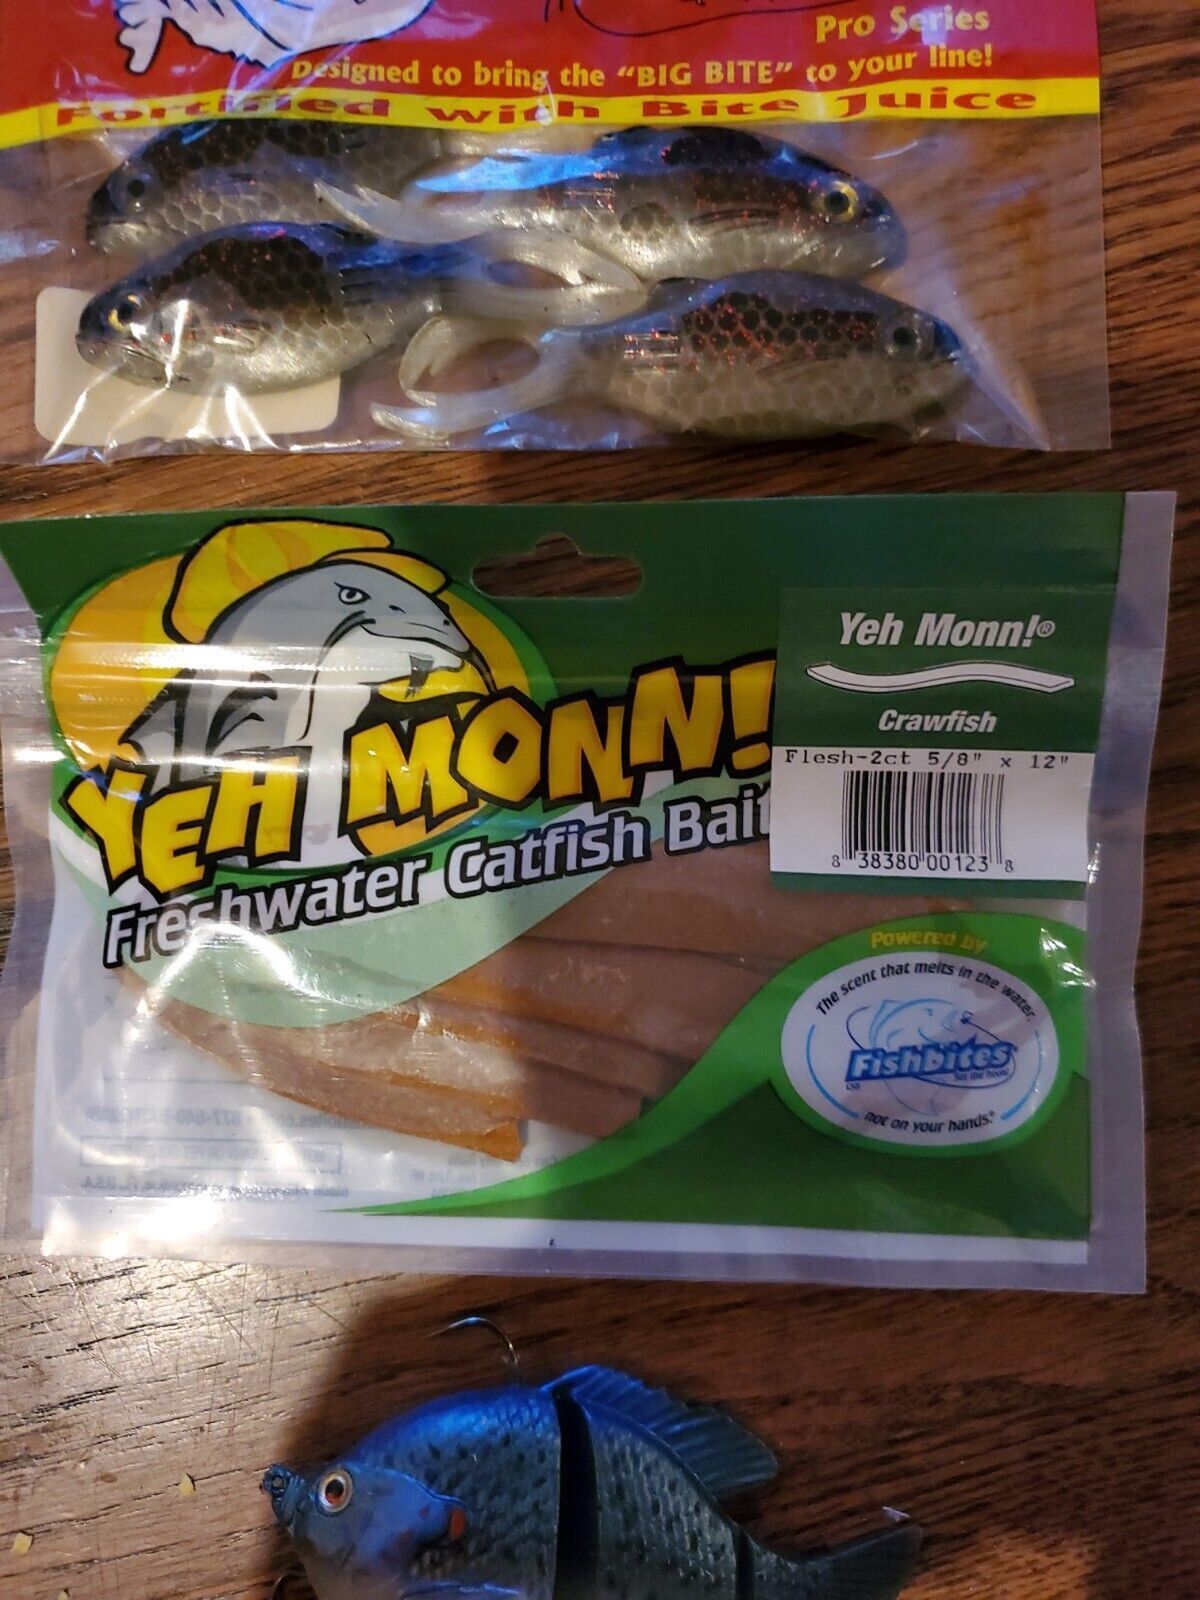 Pro Series
Designed to bring the "BIG BITE" to your line!
Fortified with Bite Juice
YEH MONN!
Freshwater Catfish Bait
Yeh Monn!®
Crawfish
Flesh-2ct 5/8" x 12"
8 38380 00123 8
Powered by
The scent that melts in the water,
Fishbites
not on your hands.®